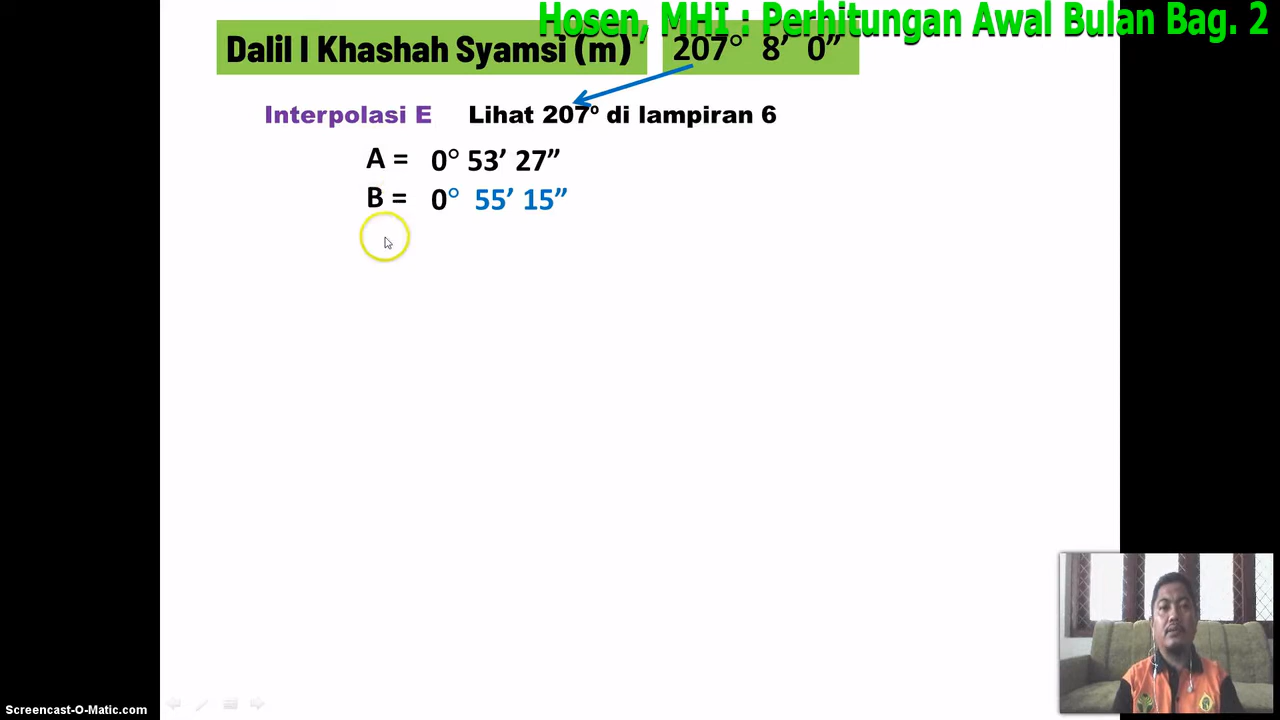 Hosen, MHI : Perhitungan Awal Bulan Bag. 2
Dalil I Khashah Syamsi (m) 207° 8’ 0”
Interpolasi E Lihat 207⁰ di lampiran 6
A = 0° 53’ 27”
B = 0° 55’ 15”
Screencast-O-Matic.com